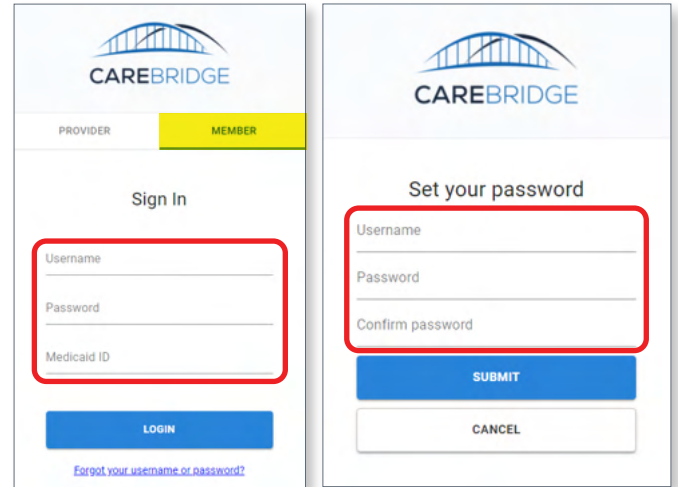 CAREBRIDGE
PROVIDER MEMBER
Sign In
Username
Password
Medicaid ID
LOGIN
Forgot your username or password?
CAREBRIDGE
Set your password
Username
Password
Confirm password
SUBMIT
CANCEL